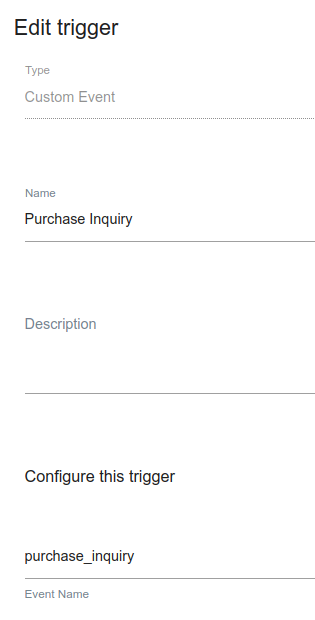 Edit trigger
Type
Custom Event
Name
Purchase Inquiry
Description
Configure this trigger
purchase_inquiry
Event Name